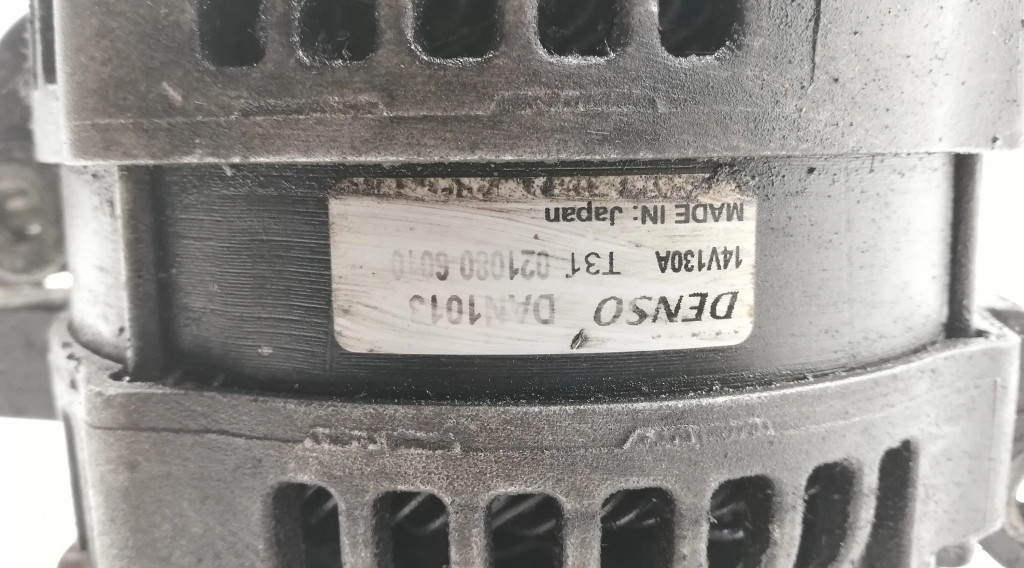 DENSO DAN1013
14V130A T31 021080 6010
MADE IN: Japan